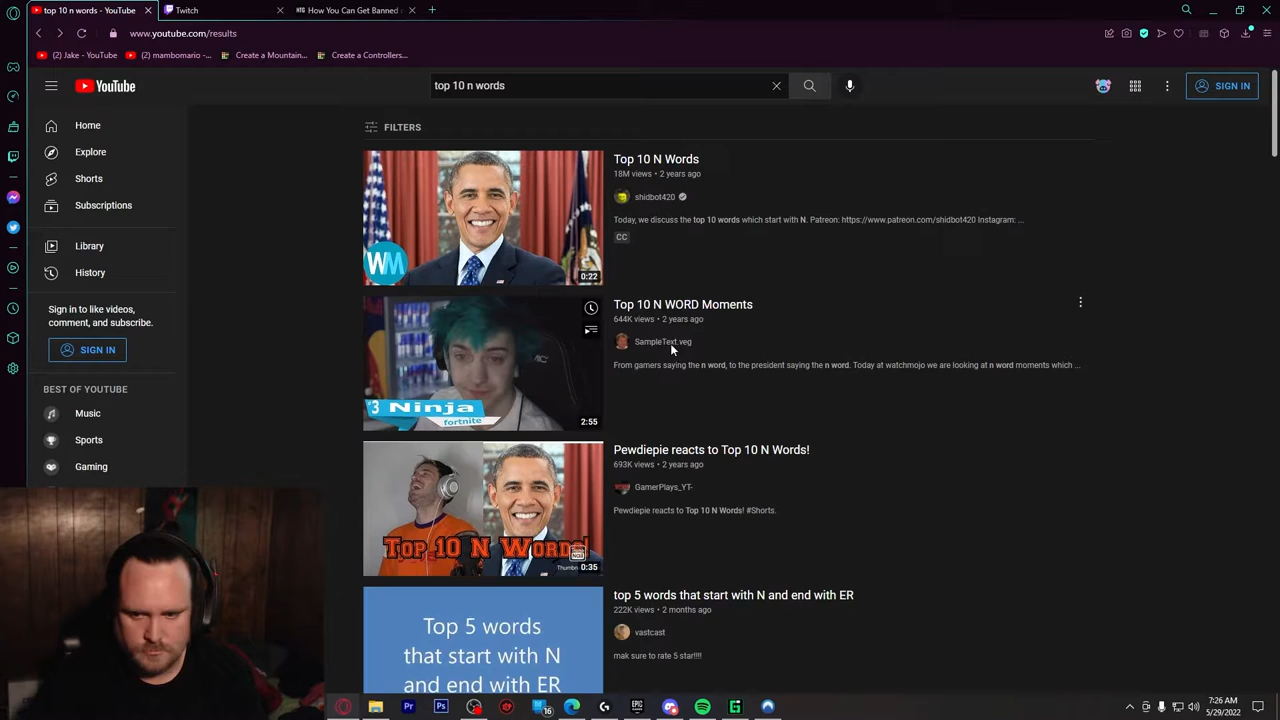 top 10 n words - YouTube
Twitch
HTG How You Can Get Banned
www.youtube.com/results
(2) Jake - YouTube
(2) mambomario -...
Create a Mountain...
Create a Controllers...
YouTube
top 10 n words
SIGN IN
Home
Explore
Shorts
Subscriptions
Library
History
Sign in to like videos,
comment, and subscribe.
SIGN IN
BEST OF YOUTUBE
Music
Sports
Gaming
FILTERS
WM
0:22
Top 10 N Words
18M views • 2 years ago
shidbot420
Today, we discuss the top 10 words which start with N. Patreon: https://www.patreon.com/shidbot420 Instagram: ...
CC
#3 Ninja
fortnite
2:55
Top 10 N WORD Moments
644K views • 2 years ago
SampleText.veg
From gamers saying the n word, to the president saying the n word. Today at watchmojo we are looking at n word moments which ...
Top 10 N Words!
0:35
Pewdiepie reacts to Top 10 N Words!
693K views • 2 years ago
GamerPlays_YT-
Pewdiepie reacts to Top 10 N Words! #Shorts.
Top 5 words
that start with N
and end with ER
top 5 words that start with N and end with ER
222K views • 2 months ago
vastcast
mak sure to rate 5 star!!!!
Pr
Ps
16
7:26 AM
5/29/2022